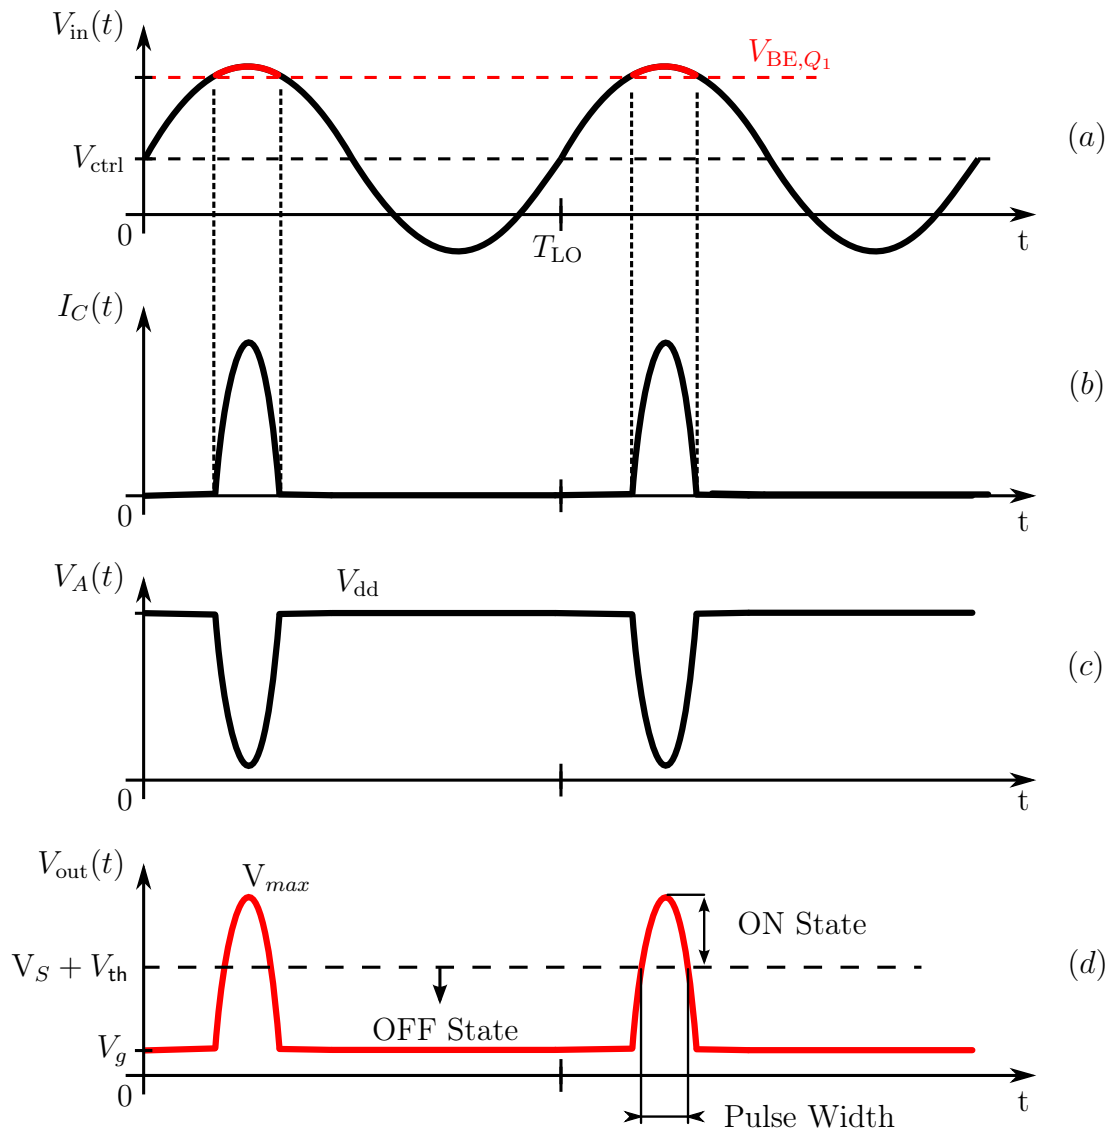 V_in(t)
V_BE,Q_1
V_ctrl
(a)
0
T_LO
t
I_C(t)
(b)
0
t
V_A(t)
V_dd
(c)
0
t
V_out(t)
V_max
ON State
V_S + V_th
(d)
OFF State
V_g
0
t
Pulse Width